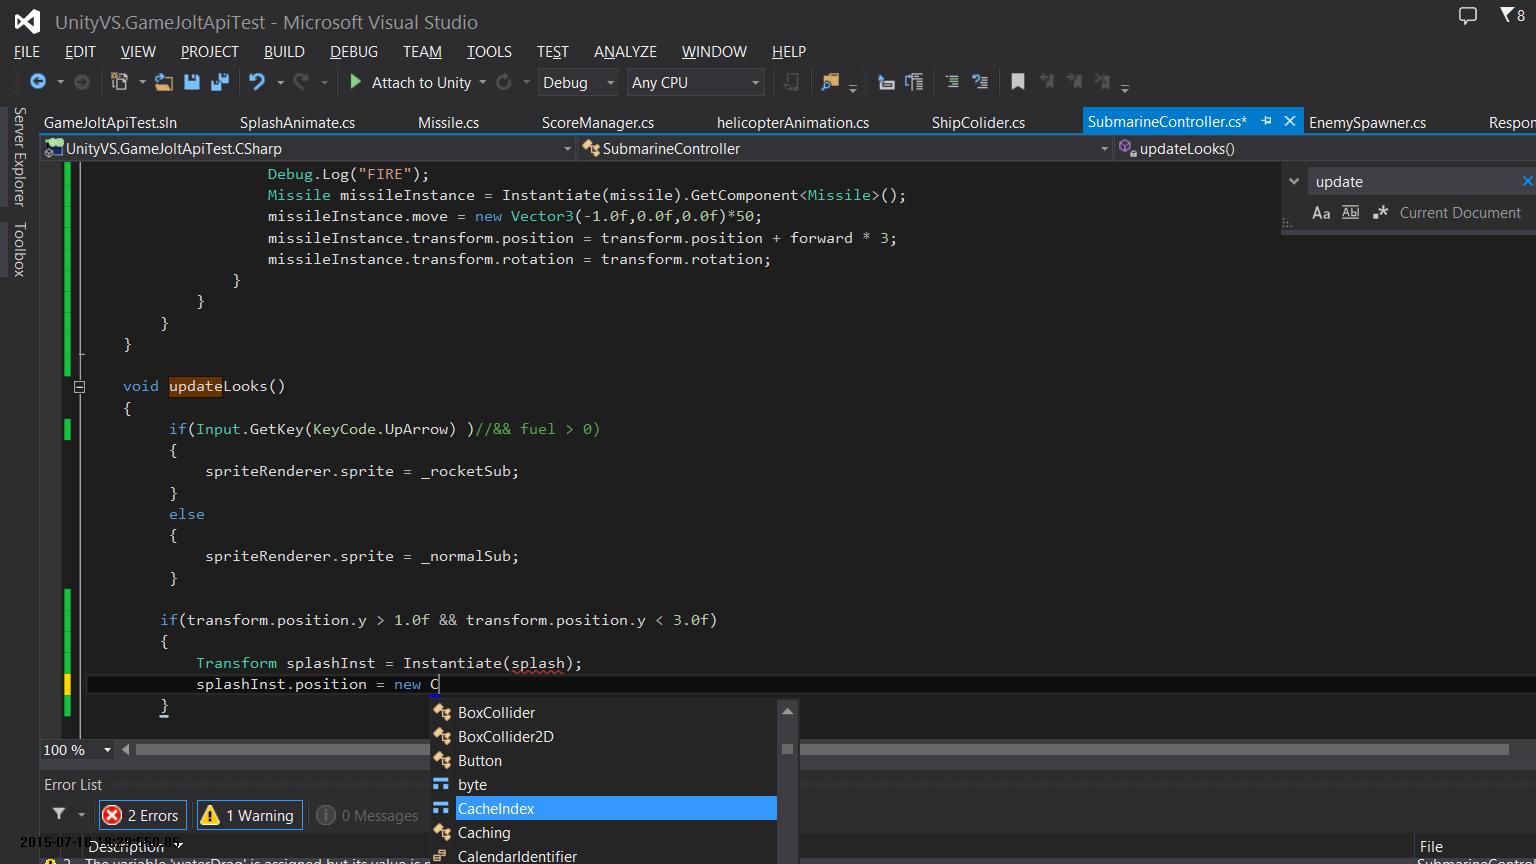 UnityVS.GameJoltApiTest - Microsoft Visual Studio
8
FILE EDIT VIEW PROJECT BUILD DEBUG TEAM TOOLS TEST ANALYZE WINDOW HELP
Attach to Unity Debug Any CPU
Server Explorer
Toolbox
GameJoltApiTest.sln SplashAnimate.cs Missile.cs ScoreManager.cs helicopterAnimation.cs ShipColider.cs SubmarineController.cs* EnemySpawner.cs Respon
UnityVS.GameJoltApiTest.CSharp SubmarineController updateLooks()
update
Aa Abl .* Current Document
Debug.Log("FIRE");
Missile missileInstance = Instantiate(missile).GetComponent<Missile>();
missileInstance.move = new Vector3(-1.0f,0.0f,0.0f)*50;
missileInstance.transform.position = transform.position + forward * 3;
missileInstance.transform.rotation = transform.rotation;
}
}
}
}
void updateLooks()
{
if(Input.GetKey(KeyCode.UpArrow) )//&& fuel > 0)
{
spriteRenderer.sprite = _rocketSub;
}
else
{
spriteRenderer.sprite = _normalSub;
}
if(transform.position.y > 1.0f && transform.position.y < 3.0f)
{
Transform splashInst = Instantiate(splash);
splashInst.position = new C
}
BoxCollider
BoxCollider2D
Button
byte
CacheIndex
Caching
CalendarIdentifier
100 %
Error List
2 Errors 1 Warning 0 Messages
Description File
2 The variable 'waterDrag' is assigned but its value is SubmarineContro